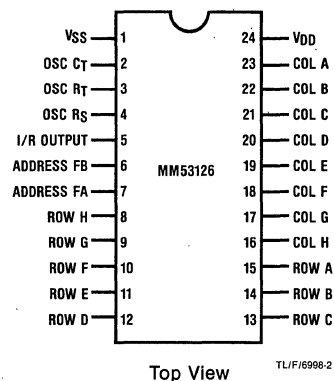 VSS 1 24 VDD
OSC CT 2 23 COL A
OSC RT 3 22 COL B
OSC RS 4 21 COL C
I/R OUTPUT 5 20 COL D
ADDRESS FB 6 19 COL E
MM53126
ADDRESS FA 7 18 COL F
ROW H 8 17 COL G
ROW G 9 16 COL H
ROW F 10 15 ROW A
ROW E 11 14 ROW B
ROW D 12 13 ROW C
TL/F/6998-2
Top View